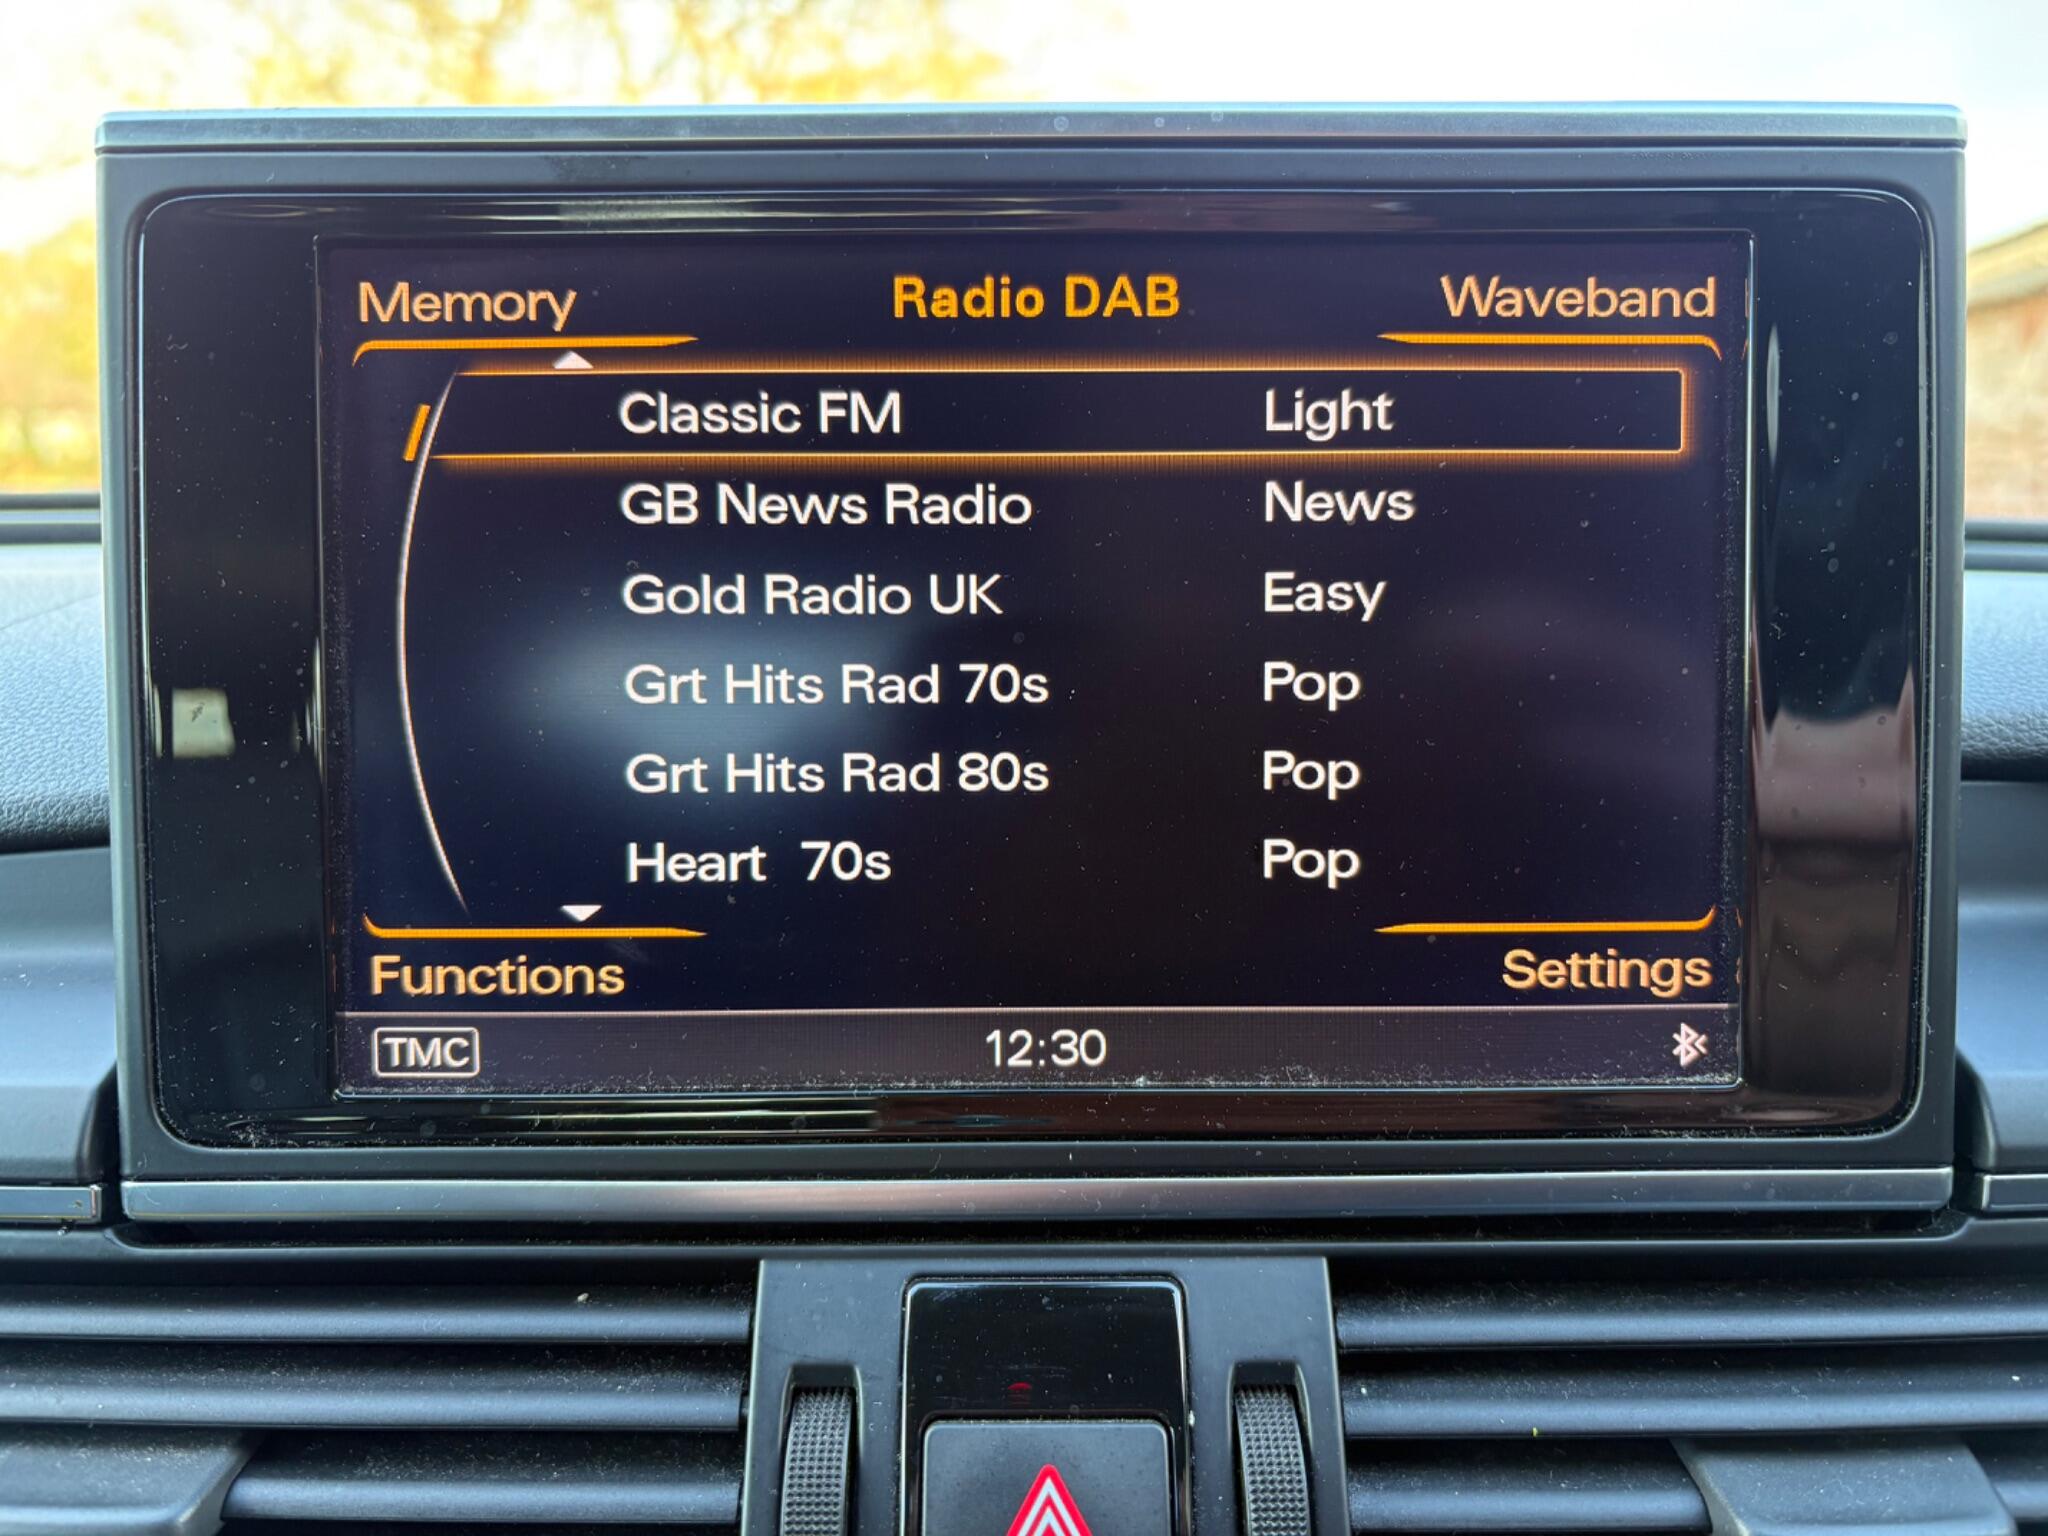 Memory Radio DAB Waveband
Classic FM Light
GB News Radio News
Gold Radio UK Easy
Grt Hits Rad 70s Pop
Grt Hits Rad 80s Pop
Heart  70s Pop
Functions Settings
TMC 12:30